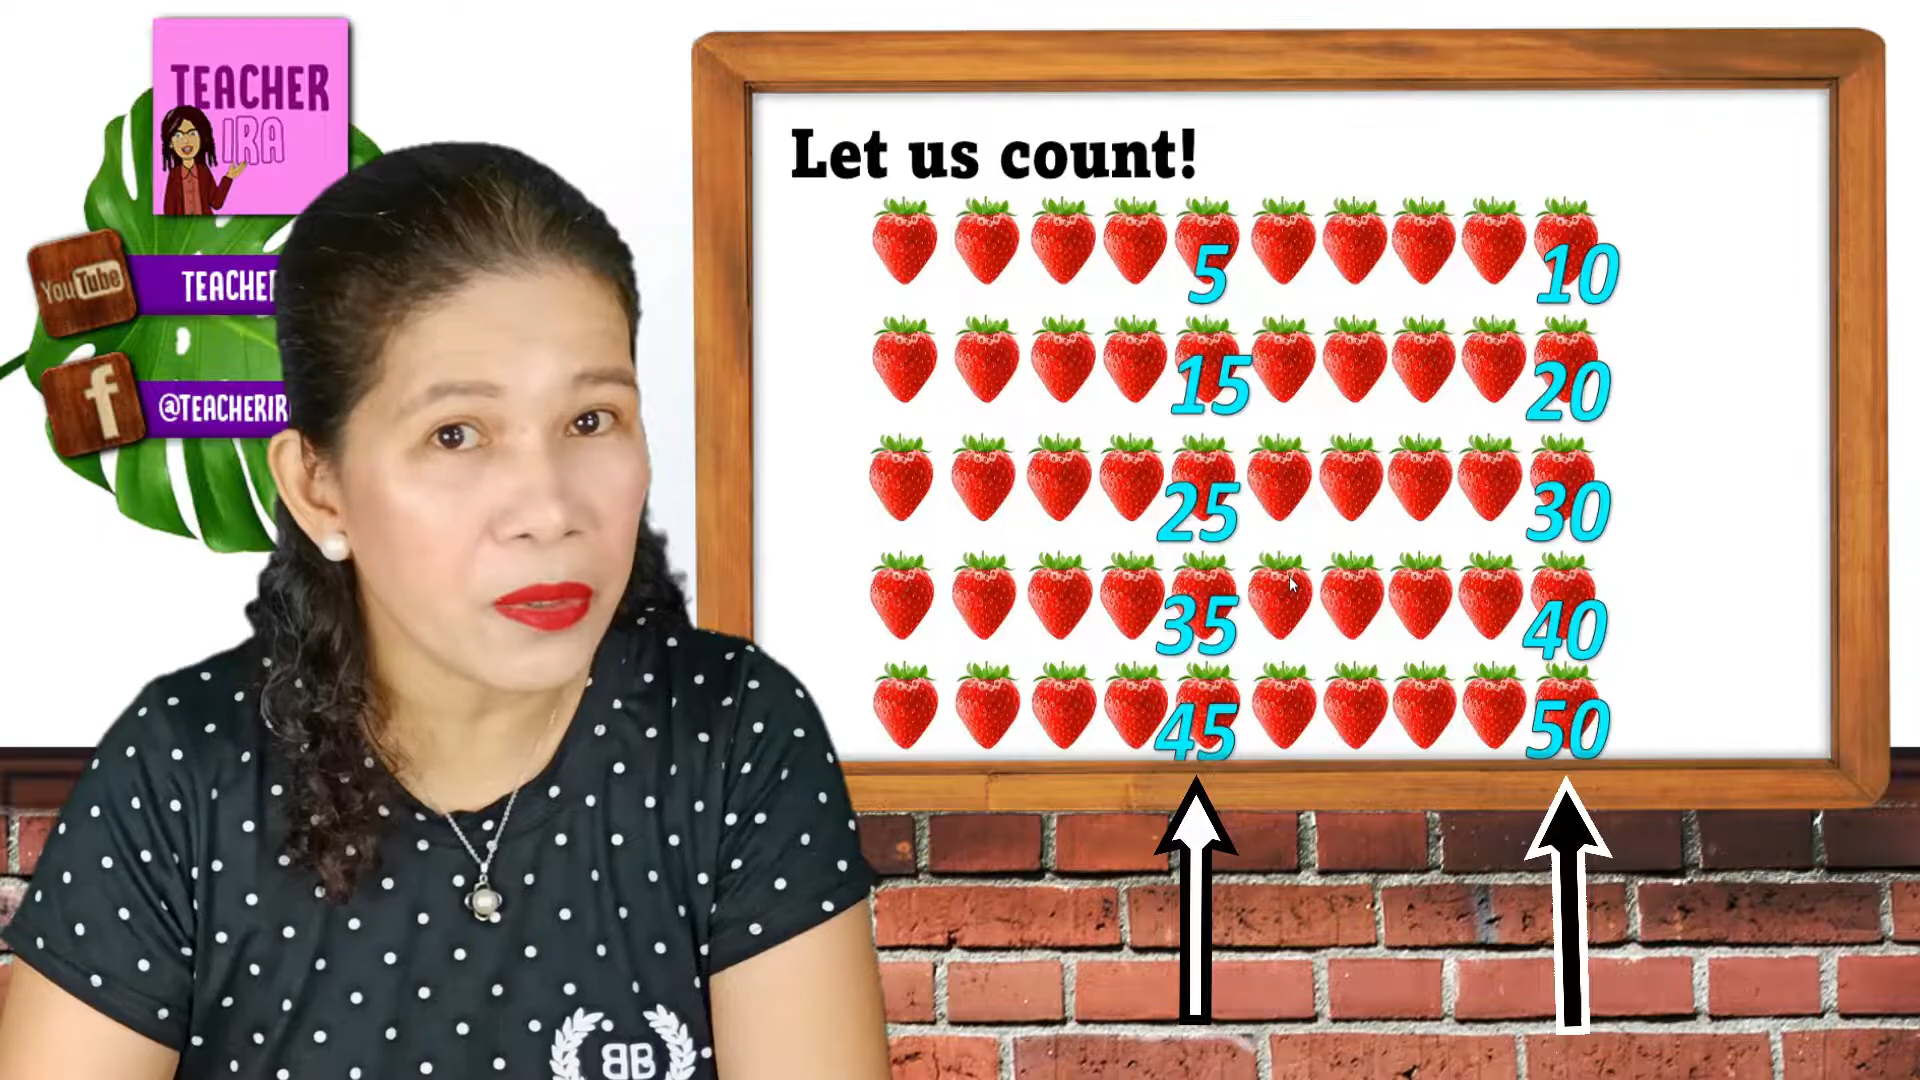 TEACHER
IRA
YouTube
TEACHER
f
@TEACHERIR
Let us count!
5 10
15 20
25 30
35 40
45 50
BB